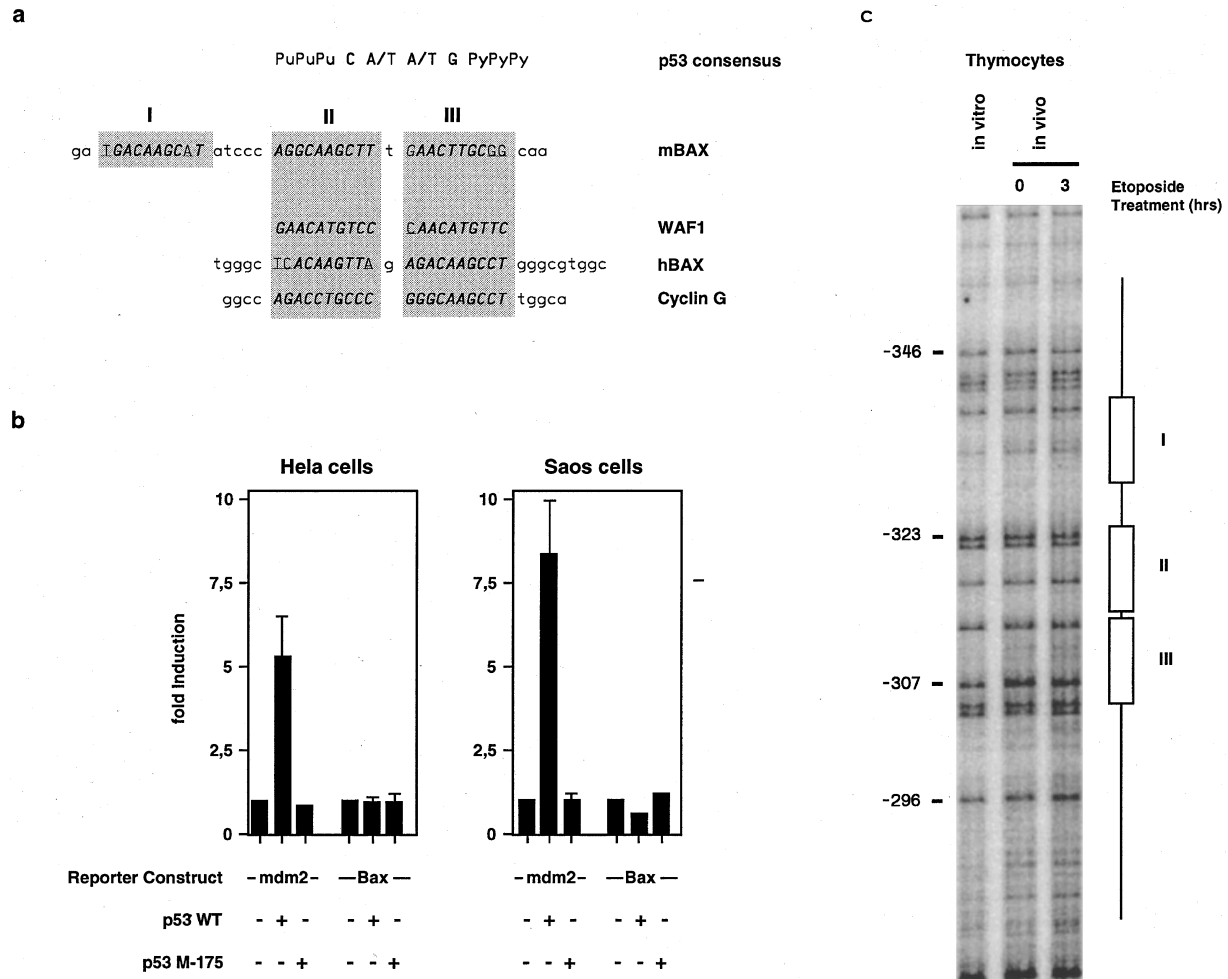 a
PuPuPu C A/T A/T G PyPyPy p53 consensus
I II III
ga TGACAAGCAT atccc AGGCAAGCTT t GAACTTGCGG caa mBAX
GAACATGTCC CAACATGTTC WAF1
tgggc TCACAAGTTA g AGACAAGCCT gggcgtggc hBAX
ggcc AGACCTGCCC GGGCAAGCCT tggca Cyclin G
b
Hela cells
fold Induction
10
7,5
5
2,5
0
Saos cells
10
7,5
5
2,5
0
Reporter Construct - mdm2 - — Bax — - mdm2 - — Bax —
p53 WT - + - - + - - + - - + -
p53 M-175 - - + - - + - - + - - +
c
Thymocytes
in vitro
in vivo
0 3 Etoposide
Treatment (hrs)
-346
I
-323
II
III
-307
-296